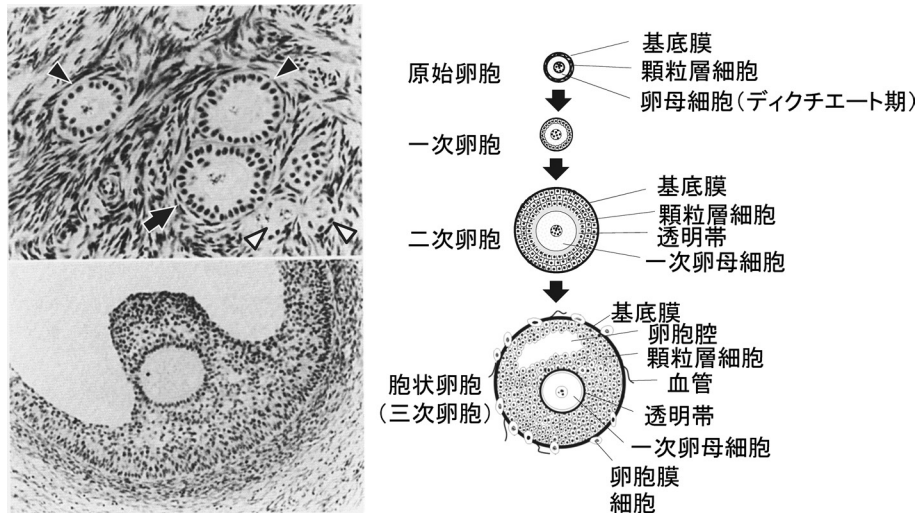 基底膜
顆粒層細胞
卵母細胞(ディクチエート期)
原始卵胞
一次卵胞
基底膜
顆粒層細胞
透明帯
一次卵母細胞
二次卵胞
基底膜
卵胞腔
顆粒層細胞
血管
胞状卵胞
(三次卵胞)
透明帯
一次卵母細胞
卵胞膜
細胞